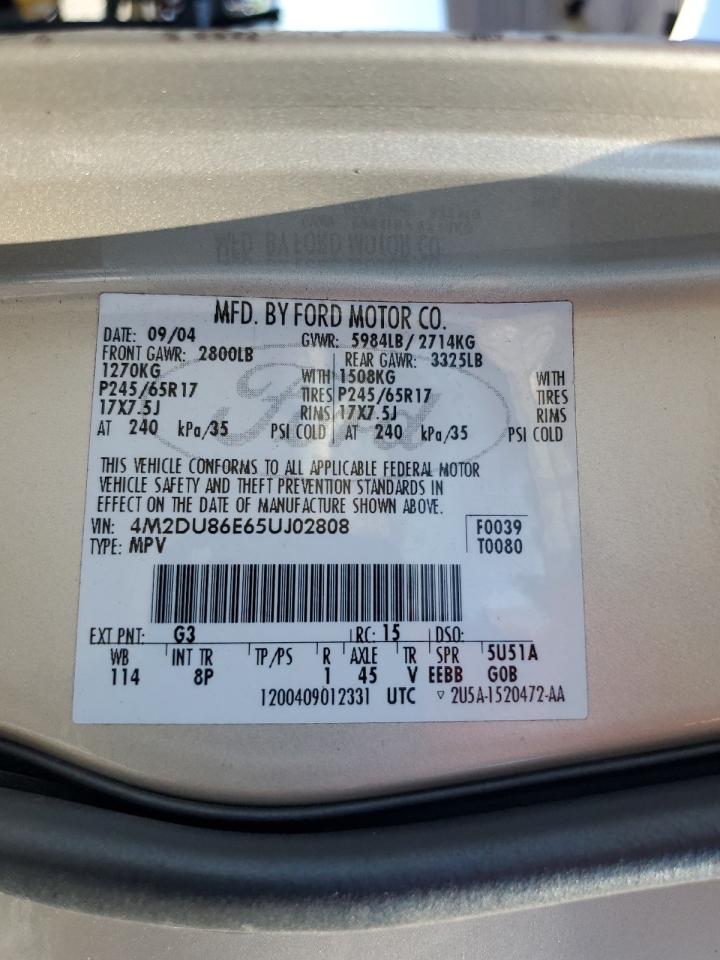 MFD. BY FORD MOTOR CO.
DATE: 09/04 GVWR: 5984LB/ 2714KG
FRONT GAWR: 2800LB REAR GAWR: 3325LB
1270KG WITH 1508KG WITH
P245/65R17 TIRES P245/65R17 TIRES
17X7.5J RIMS 17X7.5J RIMS
AT 240 kPa/35 PSI COLD AT 240 kPa/35 PSI COLD
THIS VEHICLE CONFORMS TO ALL APPLICABLE FEDERAL MOTOR
VEHICLE SAFETY AND THEFT PREVENTION STANDARDS IN
EFFECT ON THE DATE OF MANUFACTURE SHOWN ABOVE.
VIN: 4M2DU86E65UJ02808 F0039
TYPE: MPV T0080
EXT PNT: G3 RC: 15 DSO:
WB INT TR TP/PS R AXLE TR SPR 5U51A
114 8P 1 45 V EEBB GOB
1200409012331 UTC ▿ 2U5A-1520472-AA
Ford